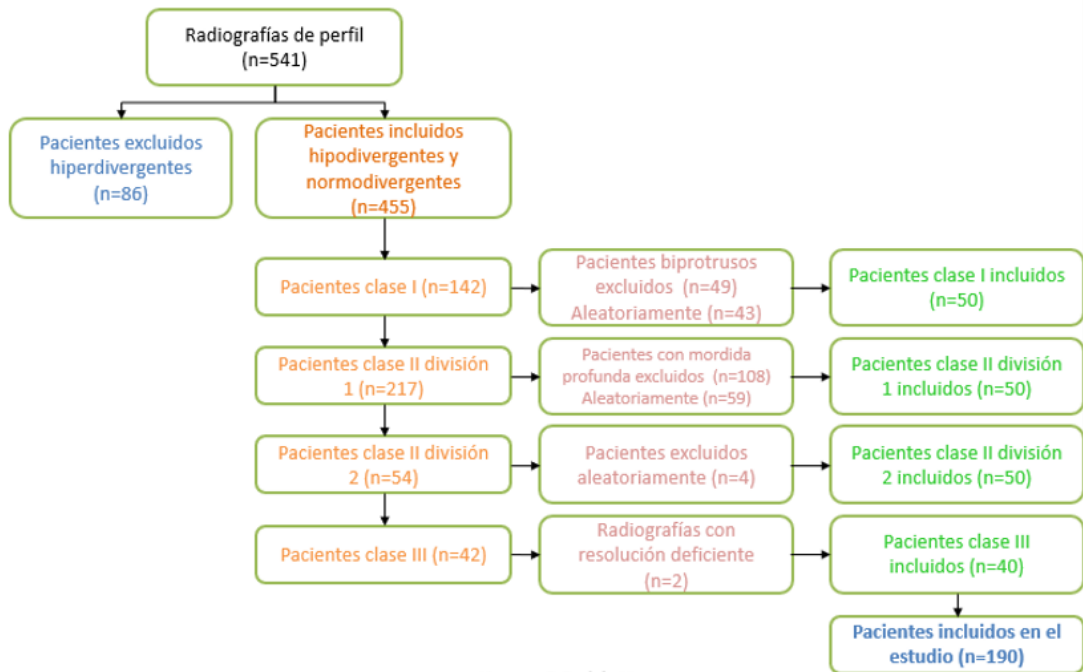 Radiografías de perfil
(n=541)
Pacientes excluidos
hiperdivergentes
(n=86)
Pacientes incluidos
hipodivergentes y
normodivergentes
(n=455)
Pacientes clase I (n=142)
Pacientes biprotrusos
excluidos (n=49)
Aleatoriamente (n=43)
Pacientes clase I incluidos
(n=50)
Pacientes clase II división
1 (n=217)
Pacientes con mordida
profunda excluidos (n=108)
Aleatoriamente (n=59)
Pacientes clase II división
1 incluidos (n=50)
Pacientes clase II división
2 (n=54)
Pacientes excluidos
aleatoriamente (n=4)
Pacientes clase II división
2 incluidos (n=50)
Pacientes clase III (n=42)
Radiografías con
resolución deficiente
(n=2)
Pacientes clase III
incluidos (n=40)
Pacientes incluidos en el
estudio (n=190)